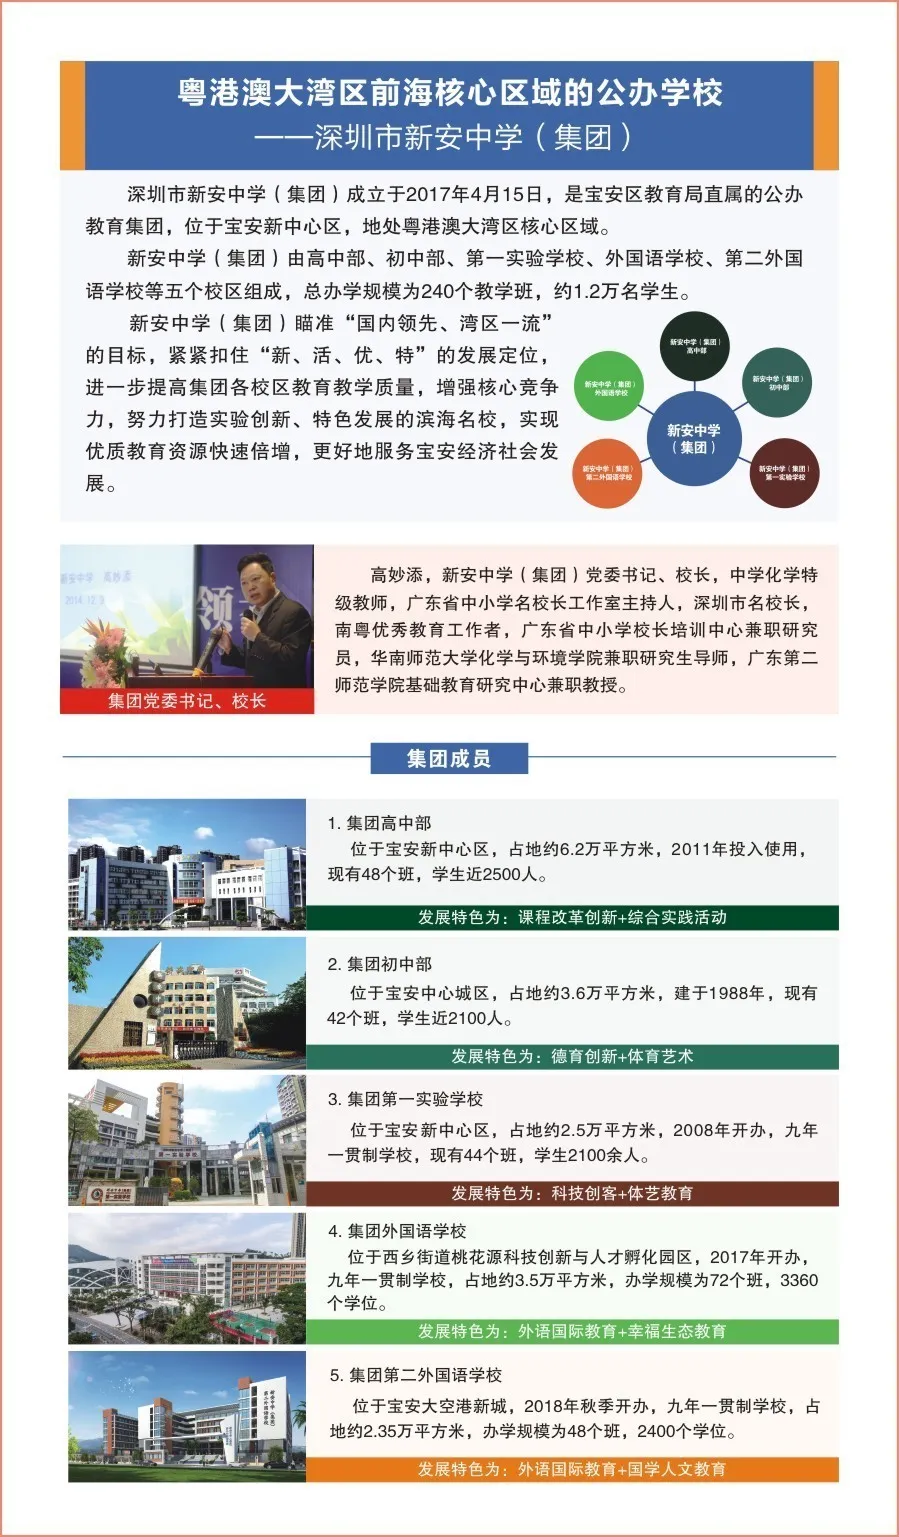 粤港澳大湾区前海核心区域的公办学校
——深圳市新安中学（集团）
深圳市新安中学（集团）成立于2017年4月15日，是宝安区教育局直属的公办
教育集团，位于宝安新中心区，地处粤港澳大湾区核心区域。
新安中学（集团）由高中部、初中部、第一实验学校、外国语学校、第二外国
语学校等五个校区组成，总办学规模为240个教学班，约1.2万名学生。
新安中学（集团）瞄准“国内领先、湾区一流”
的目标，紧紧扣住“新、活、优、特”的发展定位，
进一步提高集团各校区教育教学质量，增强核心竞争
力，努力打造实验创新、特色发展的滨海名校，实现
优质教育资源快速倍增，更好地服务宝安经济社会发
展。
新安中学（集团）
高中部
新安中学（集团）
外国语学校
新安中学（集团）
初中部
新安中学
（集团）
新安中学（集团）
第二外国语学校
新安中学（集团）
第一实验学校
新安中学 高妙添
2014.12.3
领
集团党委书记、校长
高妙添，新安中学（集团）党委书记、校长，中学化学特
级教师，广东省中小学名校长工作室主持人，深圳市名校长，
南粤优秀教育工作者，广东省中小学校长培训中心兼职研究
员，华南师范大学化学与环境学院兼职研究生导师，广东第二
师范学院基础教育研究中心兼职教授。
集团成员
1. 集团高中部
位于宝安新中心区，占地约6.2万平方米，2011年投入使用，
现有48个班，学生近2500人。
发展特色为：课程改革创新+综合实践活动
2. 集团初中部
位于宝安中心城区，占地约3.6万平方米，建于1988年，现有
42个班，学生近2100人。
发展特色为：德育创新+体育艺术
3. 集团第一实验学校
位于宝安新中心区，占地约2.5万平方米，2008年开办，九年
一贯制学校，现有44个班，学生2100余人。
发展特色为：科技创客+体艺教育
第一实验学校
第一实验学校
4. 集团外国语学校
位于西乡街道桃花源科技创新与人才孵化园区，2017年开办，
九年一贯制学校，占地约3.5万平方米，办学规模为72个班，3360
个学位。
发展特色为：外语国际教育+幸福生态教育
5. 集团第二外国语学校
位于宝安大空港新城，2018年秋季开办，九年一贯制学校，占
地约2.35万平方米，办学规模为48个班，2400个学位。
发展特色为：外语国际教育+国学人文教育
新安中学（集团）
第二外国语学校